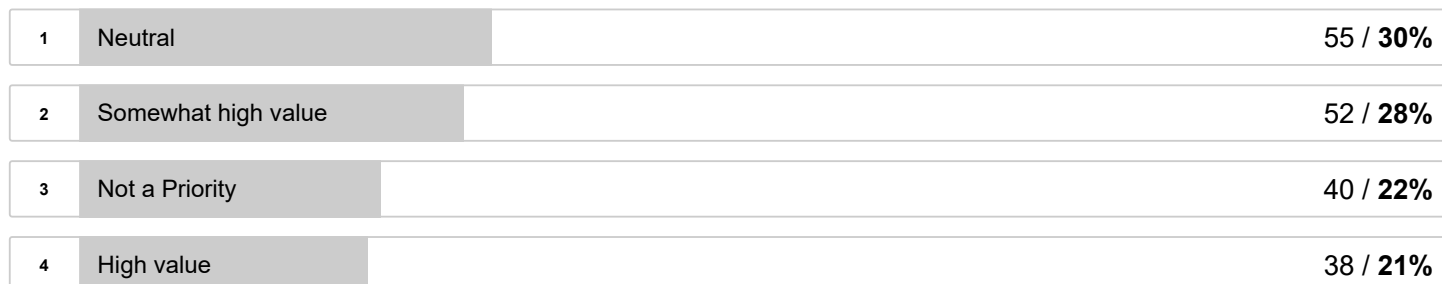 1 Neutral 55 / 30%
2 Somewhat high value 52 / 28%
3 Not a Priority 40 / 22%
4 High value 38 / 21%